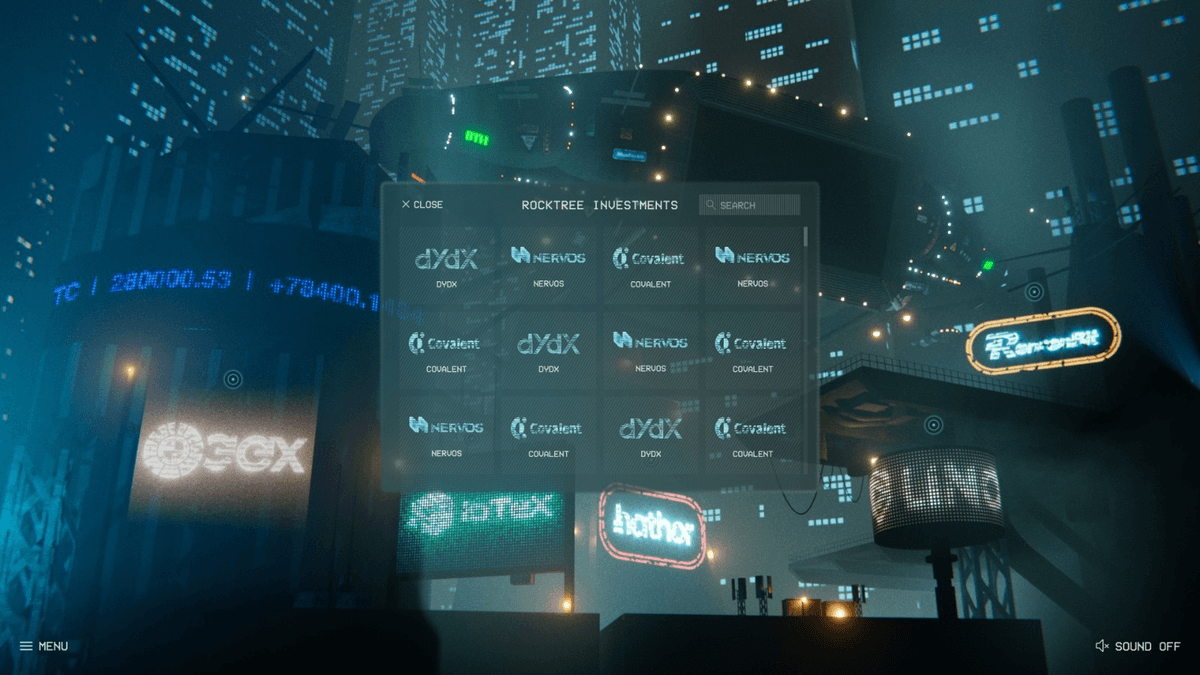 ETH
× CLOSE
ROCKTREE INVESTMENTS
SEARCH
dYdX
DYDX
NERVOS
NERVOS
Covalent
COVALENT
NERVOS
NERVOS
TC | 280000.53 | +78400.1
Covalent
COVALENT
dYdX
DYDX
NERVOS
NERVOS
Covalent
COVALENT
NERVOS
NERVOS
Covalent
COVALENT
dYdX
DYDX
Covalent
COVALENT
IoTeX
hathor
MENU
SOUND OFF